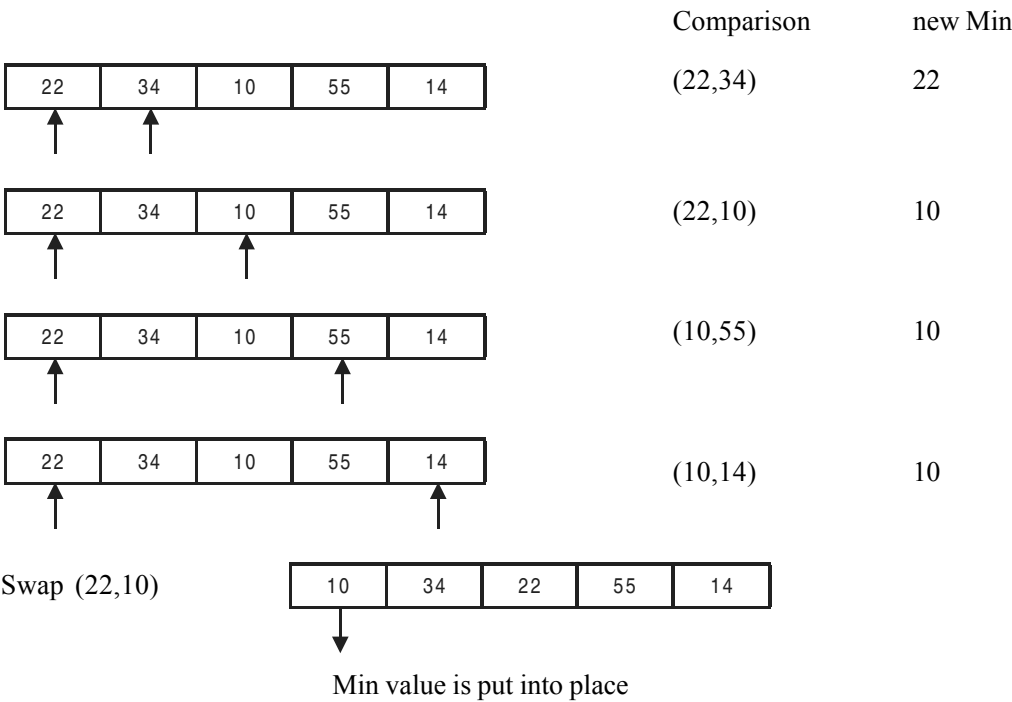 Comparison new Min
22 34 10 55 14 (22,34) 22
22 34 10 55 14 (22,10) 10
22 34 10 55 14 (10,55) 10
22 34 10 55 14 (10,14) 10
Swap (22,10) 10 34 22 55 14
Min value is put into place